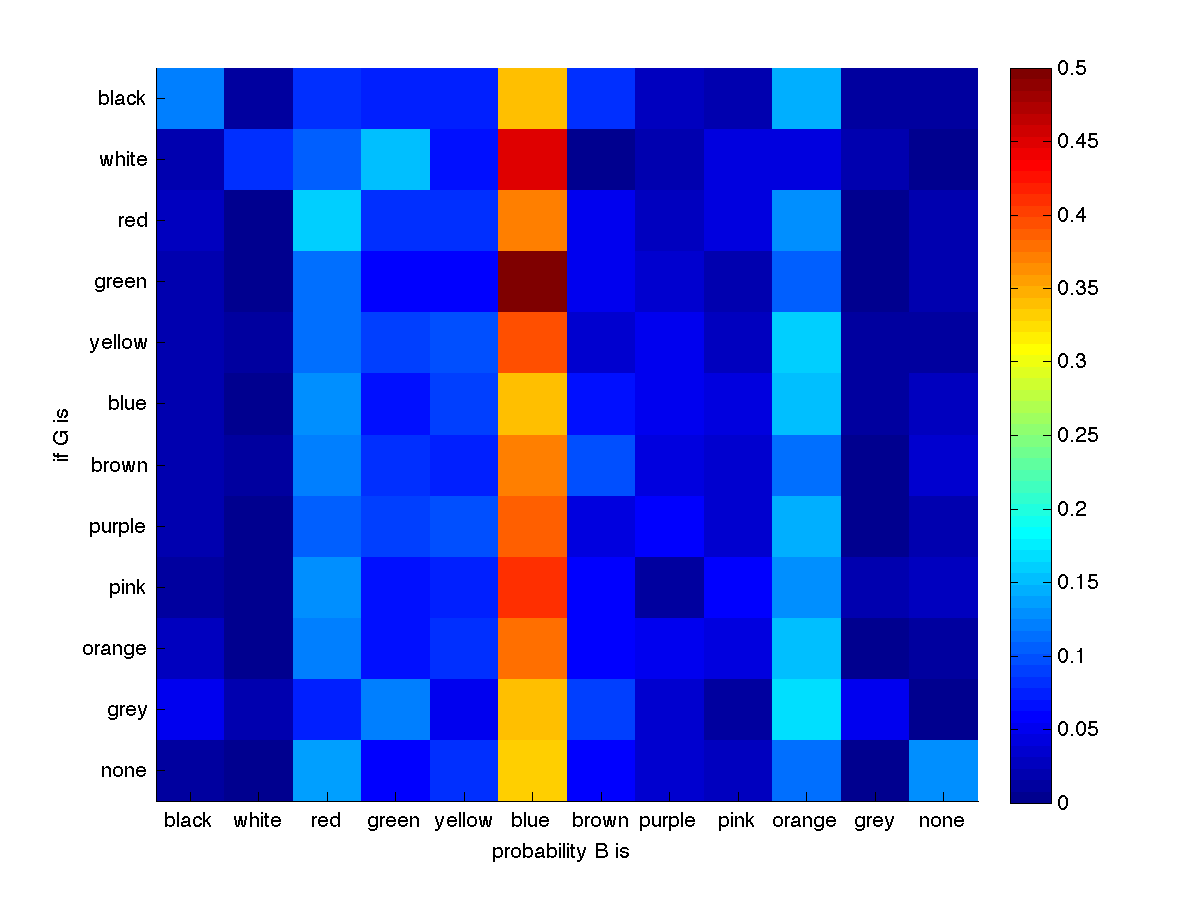 if G is
black
white
red
green
yellow
blue
brown
purple
pink
orange
grey
none
black white red green yellow blue brown purple pink orange grey none
probability B is
0.5
0.45
0.4
0.35
0.3
0.25
0.2
0.15
0.1
0.05
0